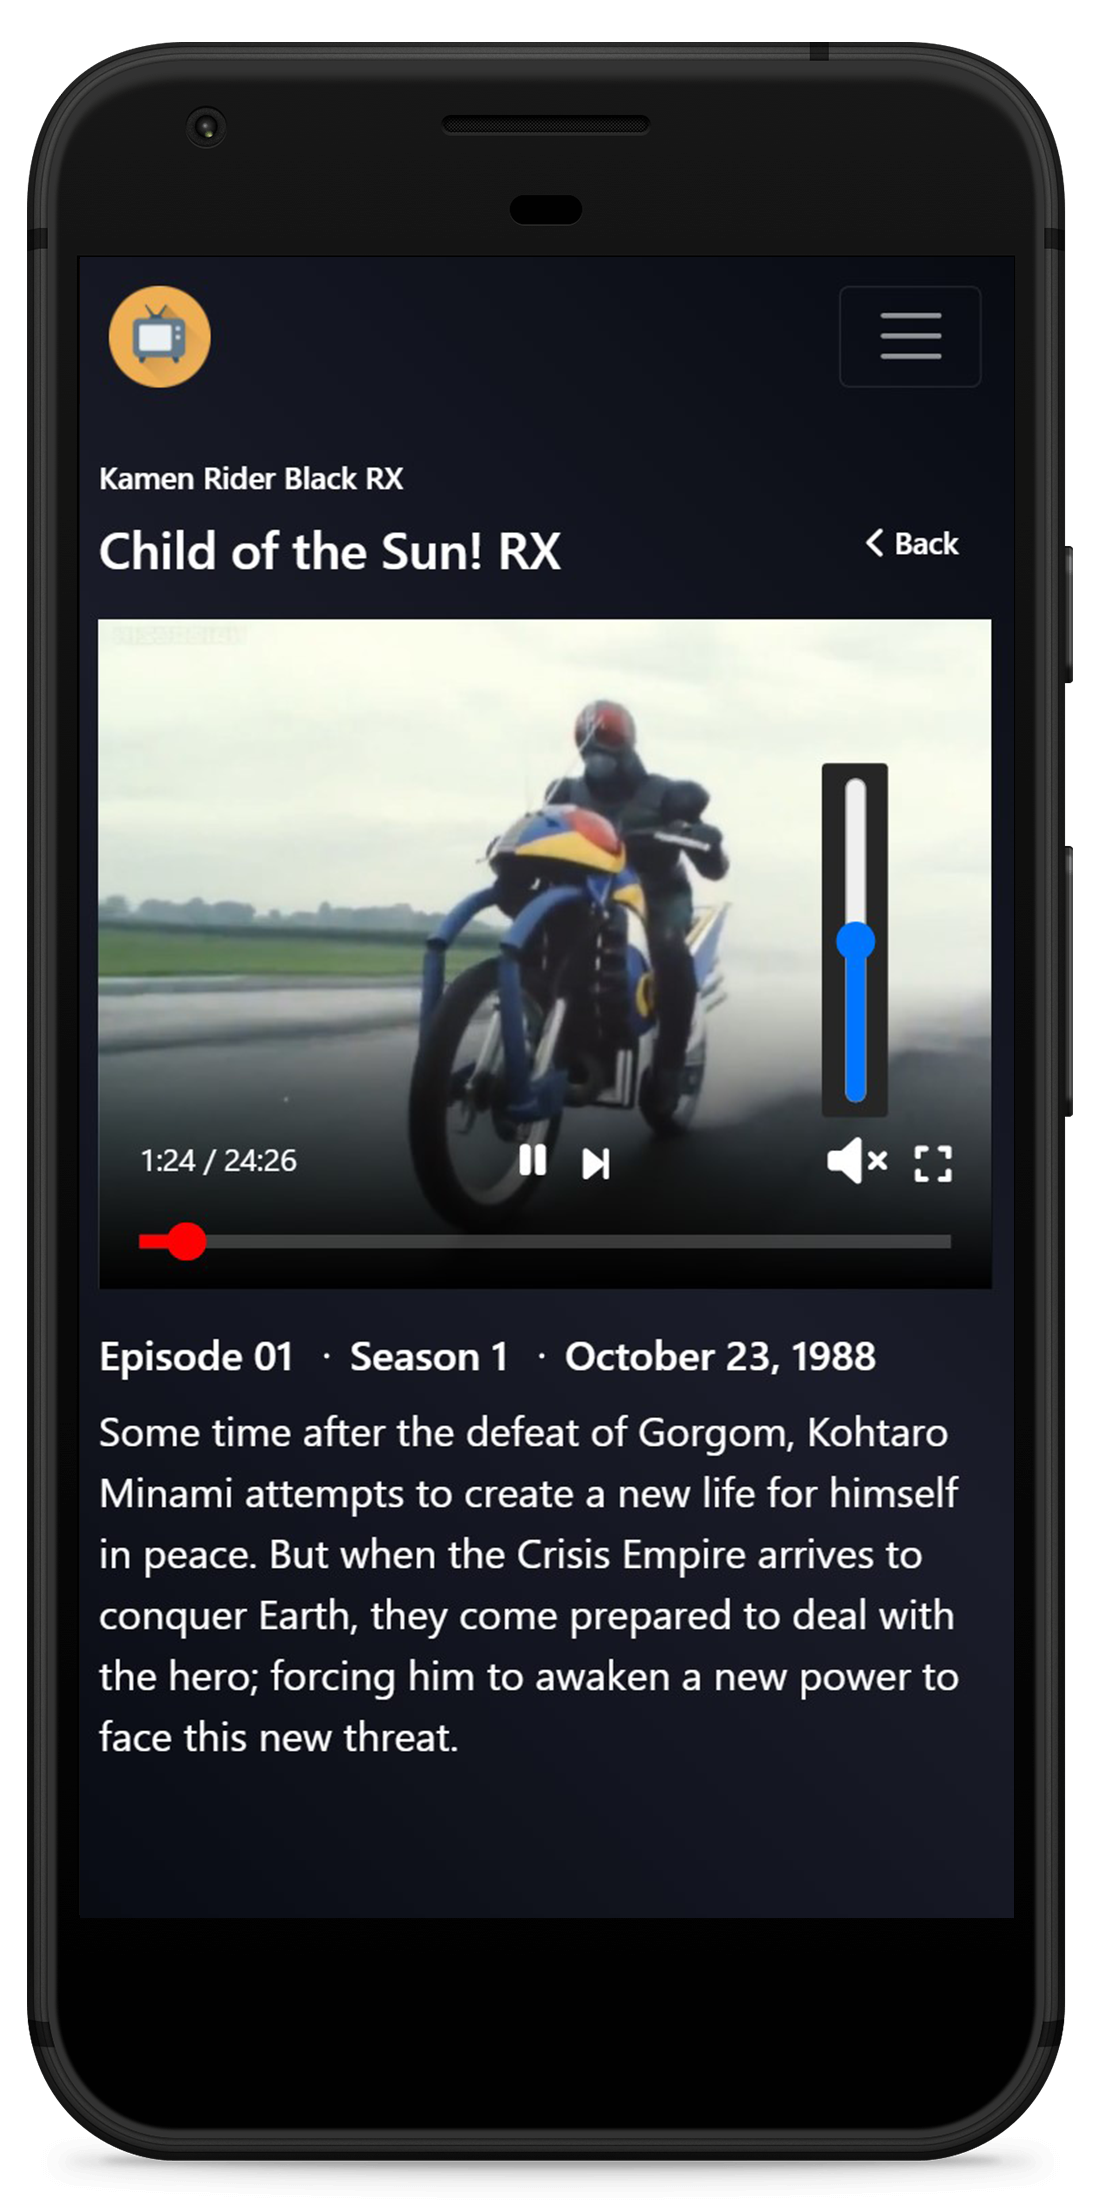 Kamen Rider Black RX
Child of the Sun! RX
Back
1:24 / 24:26
Episode 01 · Season 1 · October 23, 1988
Some time after the defeat of Gorgom, Kohtaro
Minami attempts to create a new life for himself
in peace. But when the Crisis Empire arrives to
conquer Earth, they come prepared to deal with
the hero; forcing him to awaken a new power to
face this new threat.